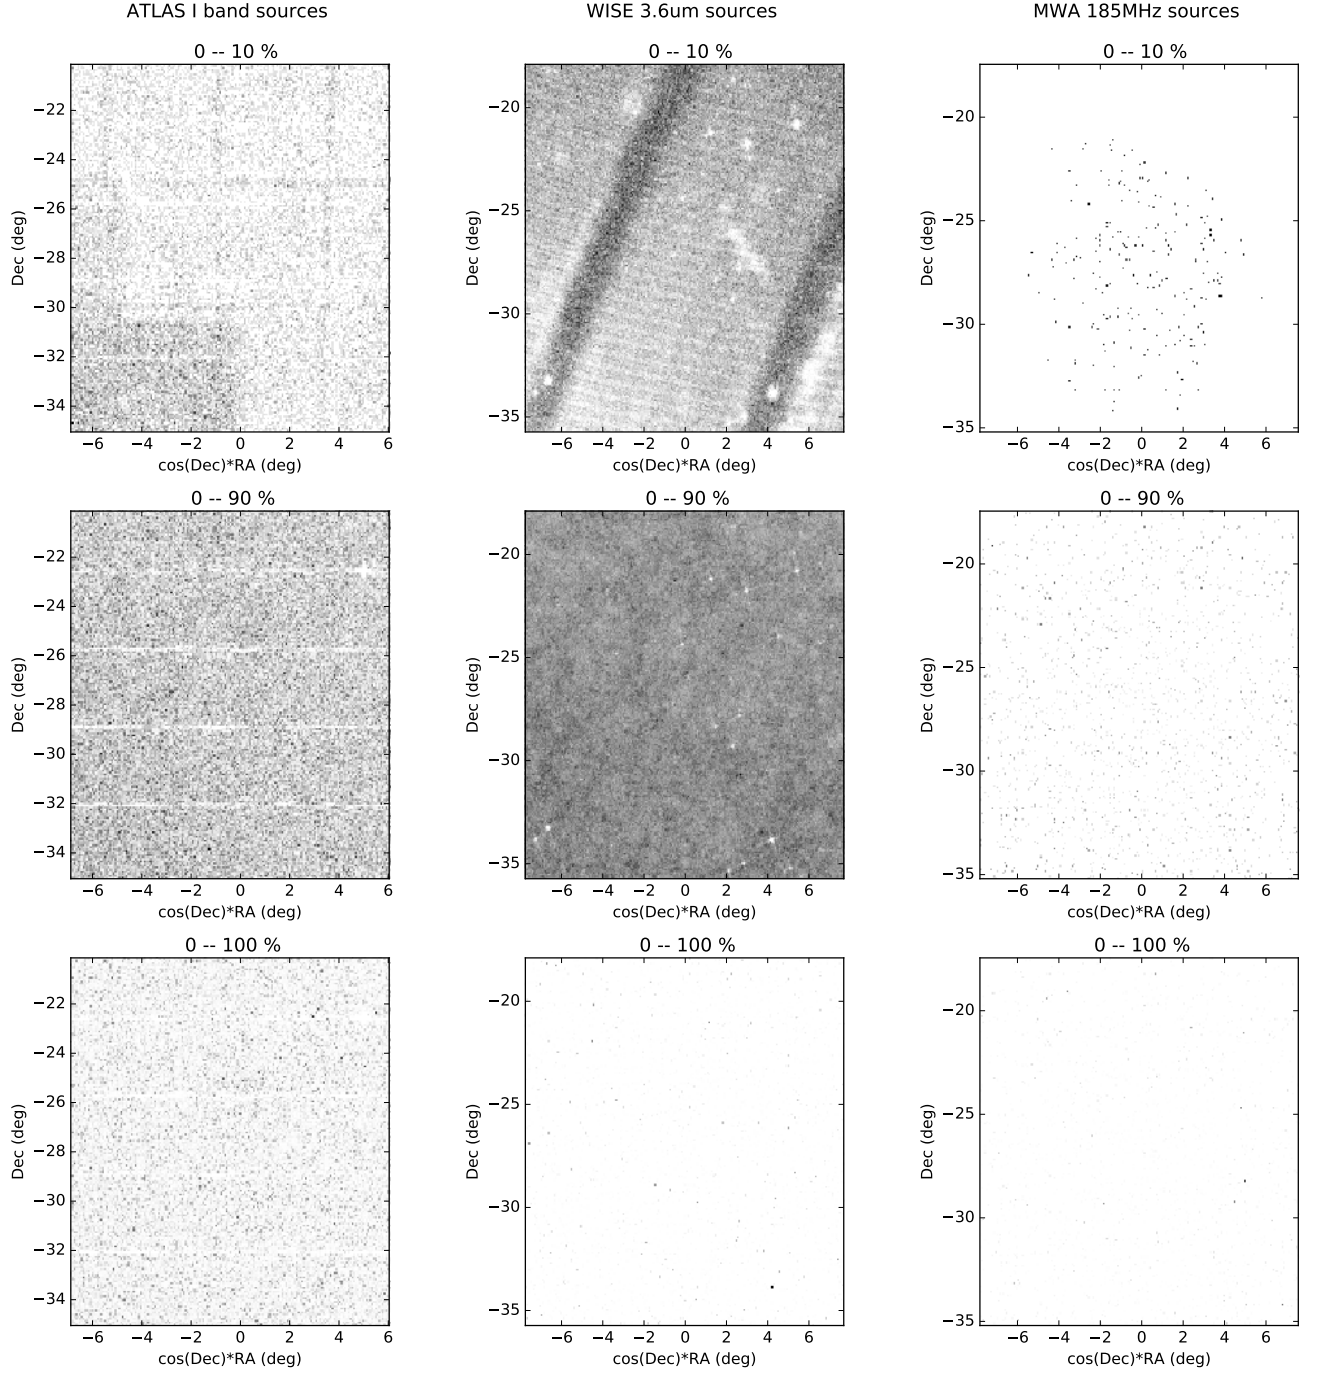 ATLAS I band sources
WISE 3.6um sources
MWA 185MHz sources
0 -- 10 %
0 -- 10 %
0 -- 10 %
Dec (deg)
−22
−24
−26
−28
−30
−32
−34
−6 −4 −2 0 2 4 6
cos(Dec)*RA (deg)
Dec (deg)
−20
−25
−30
−35
−6 −4 −2 0 2 4 6
cos(Dec)*RA (deg)
Dec (deg)
−20
−25
−30
−35
−6 −4 −2 0 2 4 6
cos(Dec)*RA (deg)
0 -- 90 %
0 -- 90 %
0 -- 90 %
Dec (deg)
−22
−24
−26
−28
−30
−32
−34
−6 −4 −2 0 2 4 6
cos(Dec)*RA (deg)
Dec (deg)
−20
−25
−30
−35
−6 −4 −2 0 2 4 6
cos(Dec)*RA (deg)
Dec (deg)
−20
−25
−30
−35
−6 −4 −2 0 2 4 6
cos(Dec)*RA (deg)
0 -- 100 %
0 -- 100 %
0 -- 100 %
Dec (deg)
−22
−24
−26
−28
−30
−32
−34
−6 −4 −2 0 2 4 6
cos(Dec)*RA (deg)
Dec (deg)
−20
−25
−30
−35
−6 −4 −2 0 2 4 6
cos(Dec)*RA (deg)
Dec (deg)
−20
−25
−30
−35
−6 −4 −2 0 2 4 6
cos(Dec)*RA (deg)